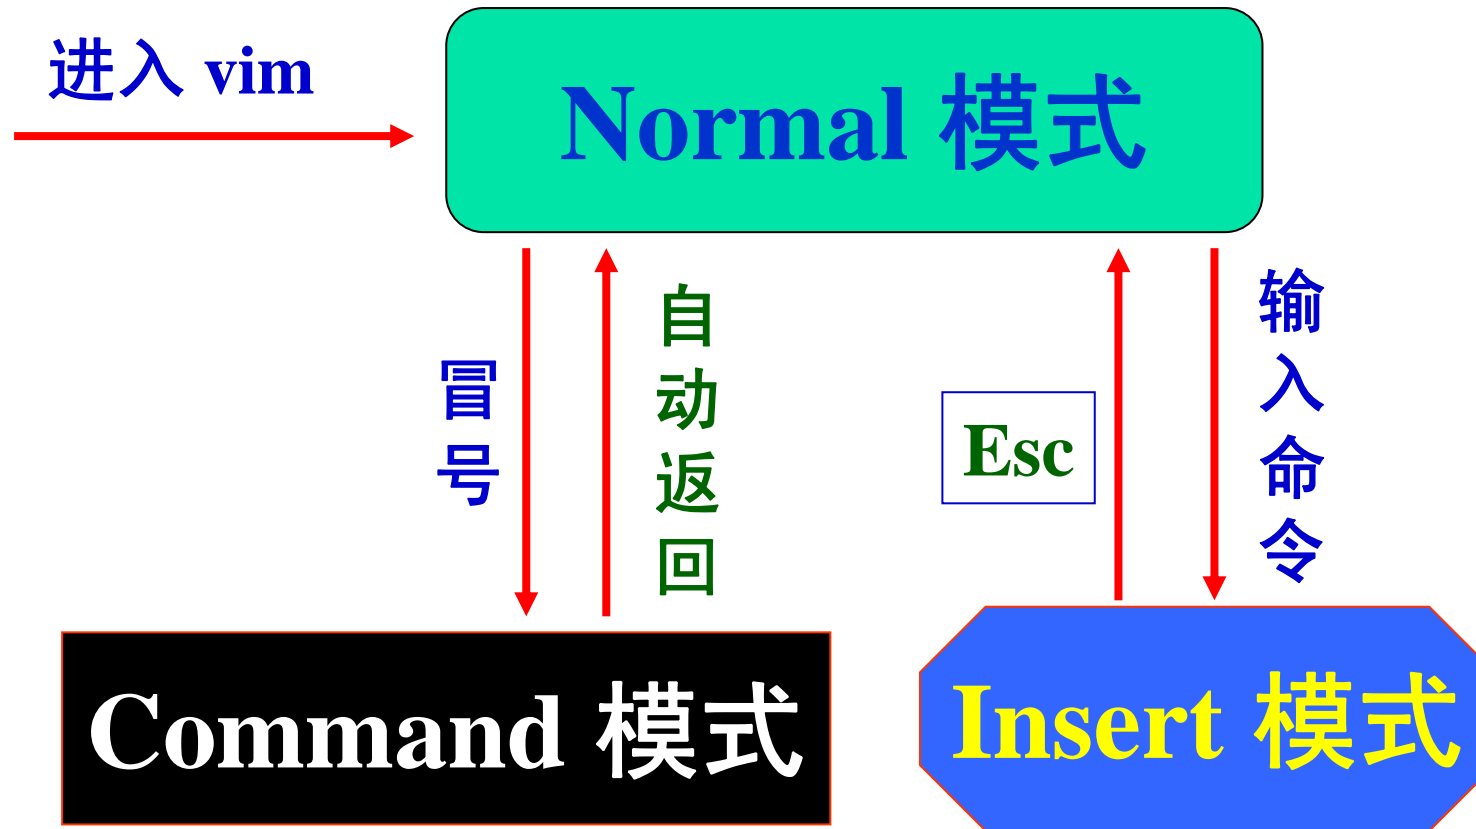 进入 vim
Normal 模式
冒号
自动返回
Esc
输入命令
Command 模式
Insert 模式